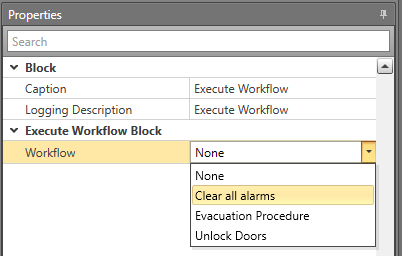 Properties
Search
Block
Caption Execute Workflow
Logging Description Execute Workflow
Execute Workflow Block
Workflow None
None
Clear all alarms
Evacuation Procedure
Unlock Doors